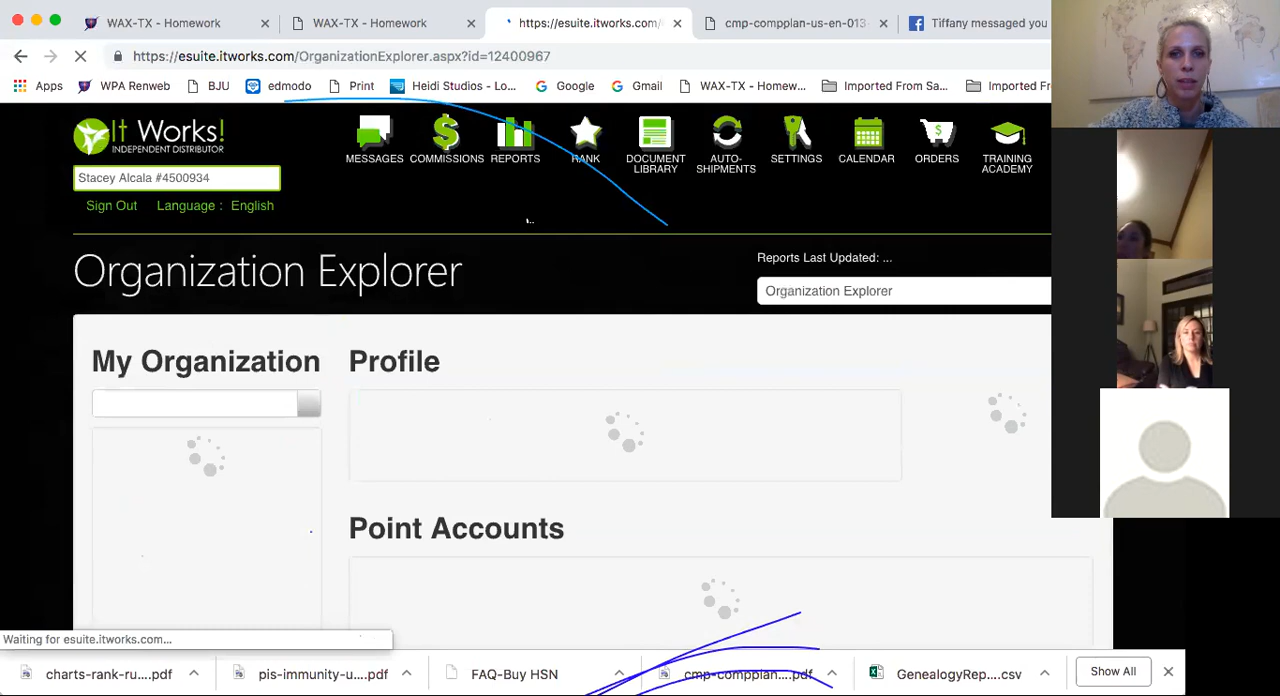 WAX-TX - Homework
WAX-TX - Homework
https://esuite.itworks.com/
cmp-compplan-us-en-013-
Tiffany messaged you
https://esuite.itworks.com/OrganizationExplorer.aspx?id=12400967
Apps
WPA Renweb
BJU
edmodo
Print
Heidi Studios - Lo...
Google
Gmail
WAX-TX - Homew...
Imported From Sa...
Imported Fr
It Works!
INDEPENDENT DISTRIBUTOR
MESSAGES
COMMISSIONS
REPORTS
RANK
DOCUMENT LIBRARY
AUTO-SHIPMENTS
SETTINGS
CALENDAR
ORDERS
TRAINING ACADEMY
Stacey Alcala #4500934
Sign Out
Language : English
Organization Explorer
Reports Last Updated: ...
Organization Explorer
My Organization
Profile
Point Accounts
Waiting for esuite.itworks.com...
charts-rank-ru....pdf
pis-immunity-u....pdf
FAQ-Buy HSN
cmp-compplan....pdf
GenealogyRep....csv
Show All